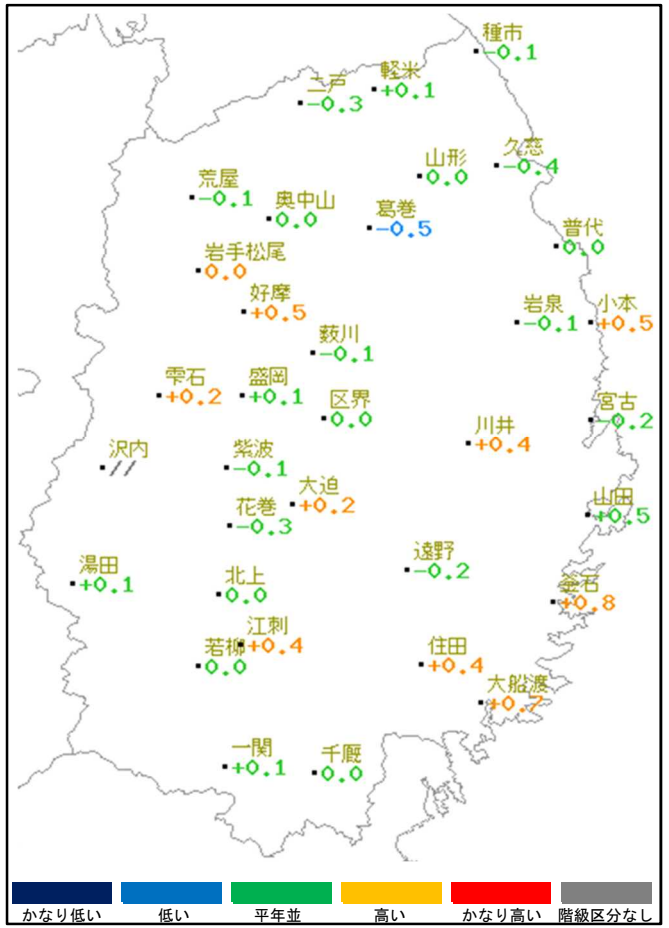 種市
-0.1
軽米
+0.1
二戸
-0.3
久慈
-0.4
山形
0.0
荒屋
-0.1
奥中山
0.0
葛巻
-0.5
普代
0.0
岩手松尾
0.0
好摩
+0.5
岩泉
-0.1
小本
+0.5
薮川
-0.1
雫石
+0.2
盛岡
+0.1
区界
0.0
宮古
-0.2
川井
+0.4
沢内
//
紫波
-0.1
大迫
+0.2
山田
+0.5
花巻
-0.3
遠野
-0.2
湯田
+0.1
北上
0.0
釜石
+0.8
江刺
+0.4
若柳
0.0
住田
+0.4
大船渡
+0.7
一関
+0.1
千厩
0.0
かなり低い 低い 平年並 高い かなり高い 階級区分なし